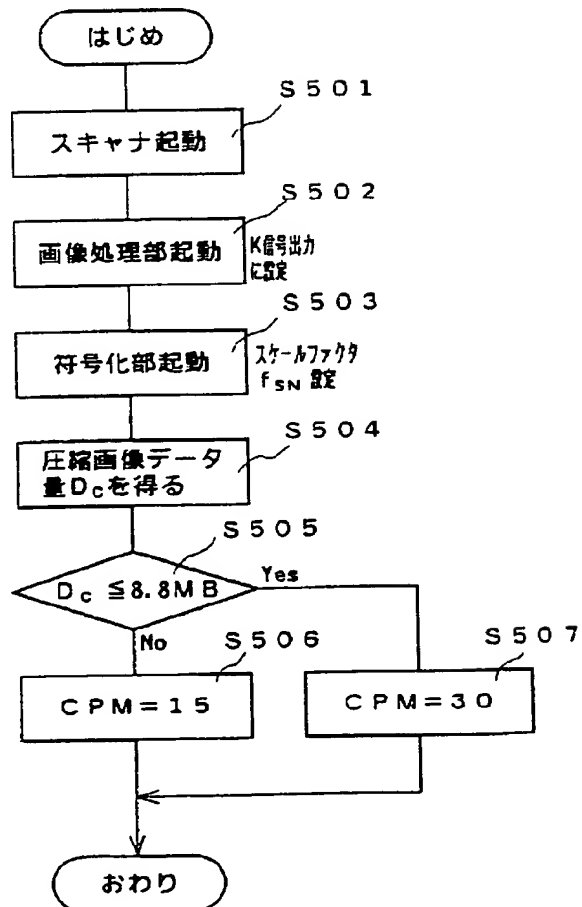 はじめ
S501
スキャナ起動
S502
画像処理部起動
K信号出力
に設定
S503
符号化部起動
スケールファクタ
fSN 設定
S504
圧縮画像データ
量Dcを得る
S505
Dc ≦8.8MB
Yes
No
S506
S507
CPM=15
CPM=30
おわり